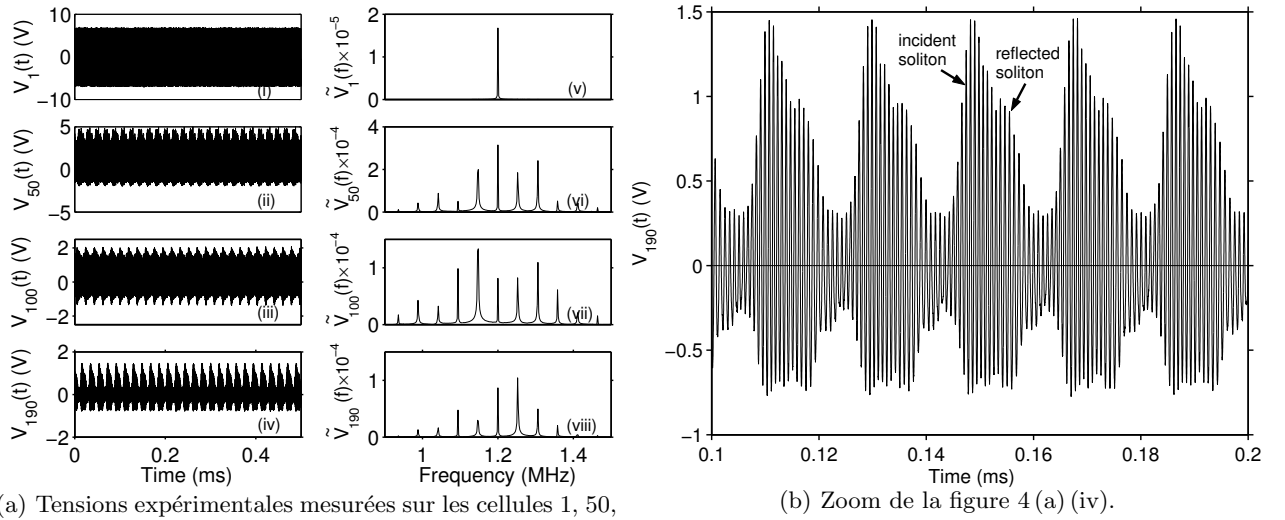 V₁(t) (V)
10
0
−10
(i)
V₅₀(t) (V)
5
0
−5
(ii)
V₁₀₀(t) (V)
2
0
−2
(iii)
V₁₉₀(t) (V)
2
0
−2
(iv)
0 0.2 0.4
Time (ms)
Ṽ₁(f)×10⁻⁵
2
1
0
(v)
Ṽ₅₀(f)×10⁻⁴
4
2
0
(vi)
Ṽ₁₀₀(f)×10⁻⁴
1
0
(vii)
Ṽ₁₉₀(f)×10⁻⁴
1
0
(viii)
1 1.2 1.4
Frequency (MHz)
(a) Tensions expérimentales mesurées sur les cellules 1, 50,
V₁₉₀(t) (V)
1.5
1
0.5
0
−0.5
−1
incident
soliton
reflected
soliton
0.1 0.12 0.14 0.16 0.18 0.2
Time (ms)
(b) Zoom de la figure 4 (a) (iv).